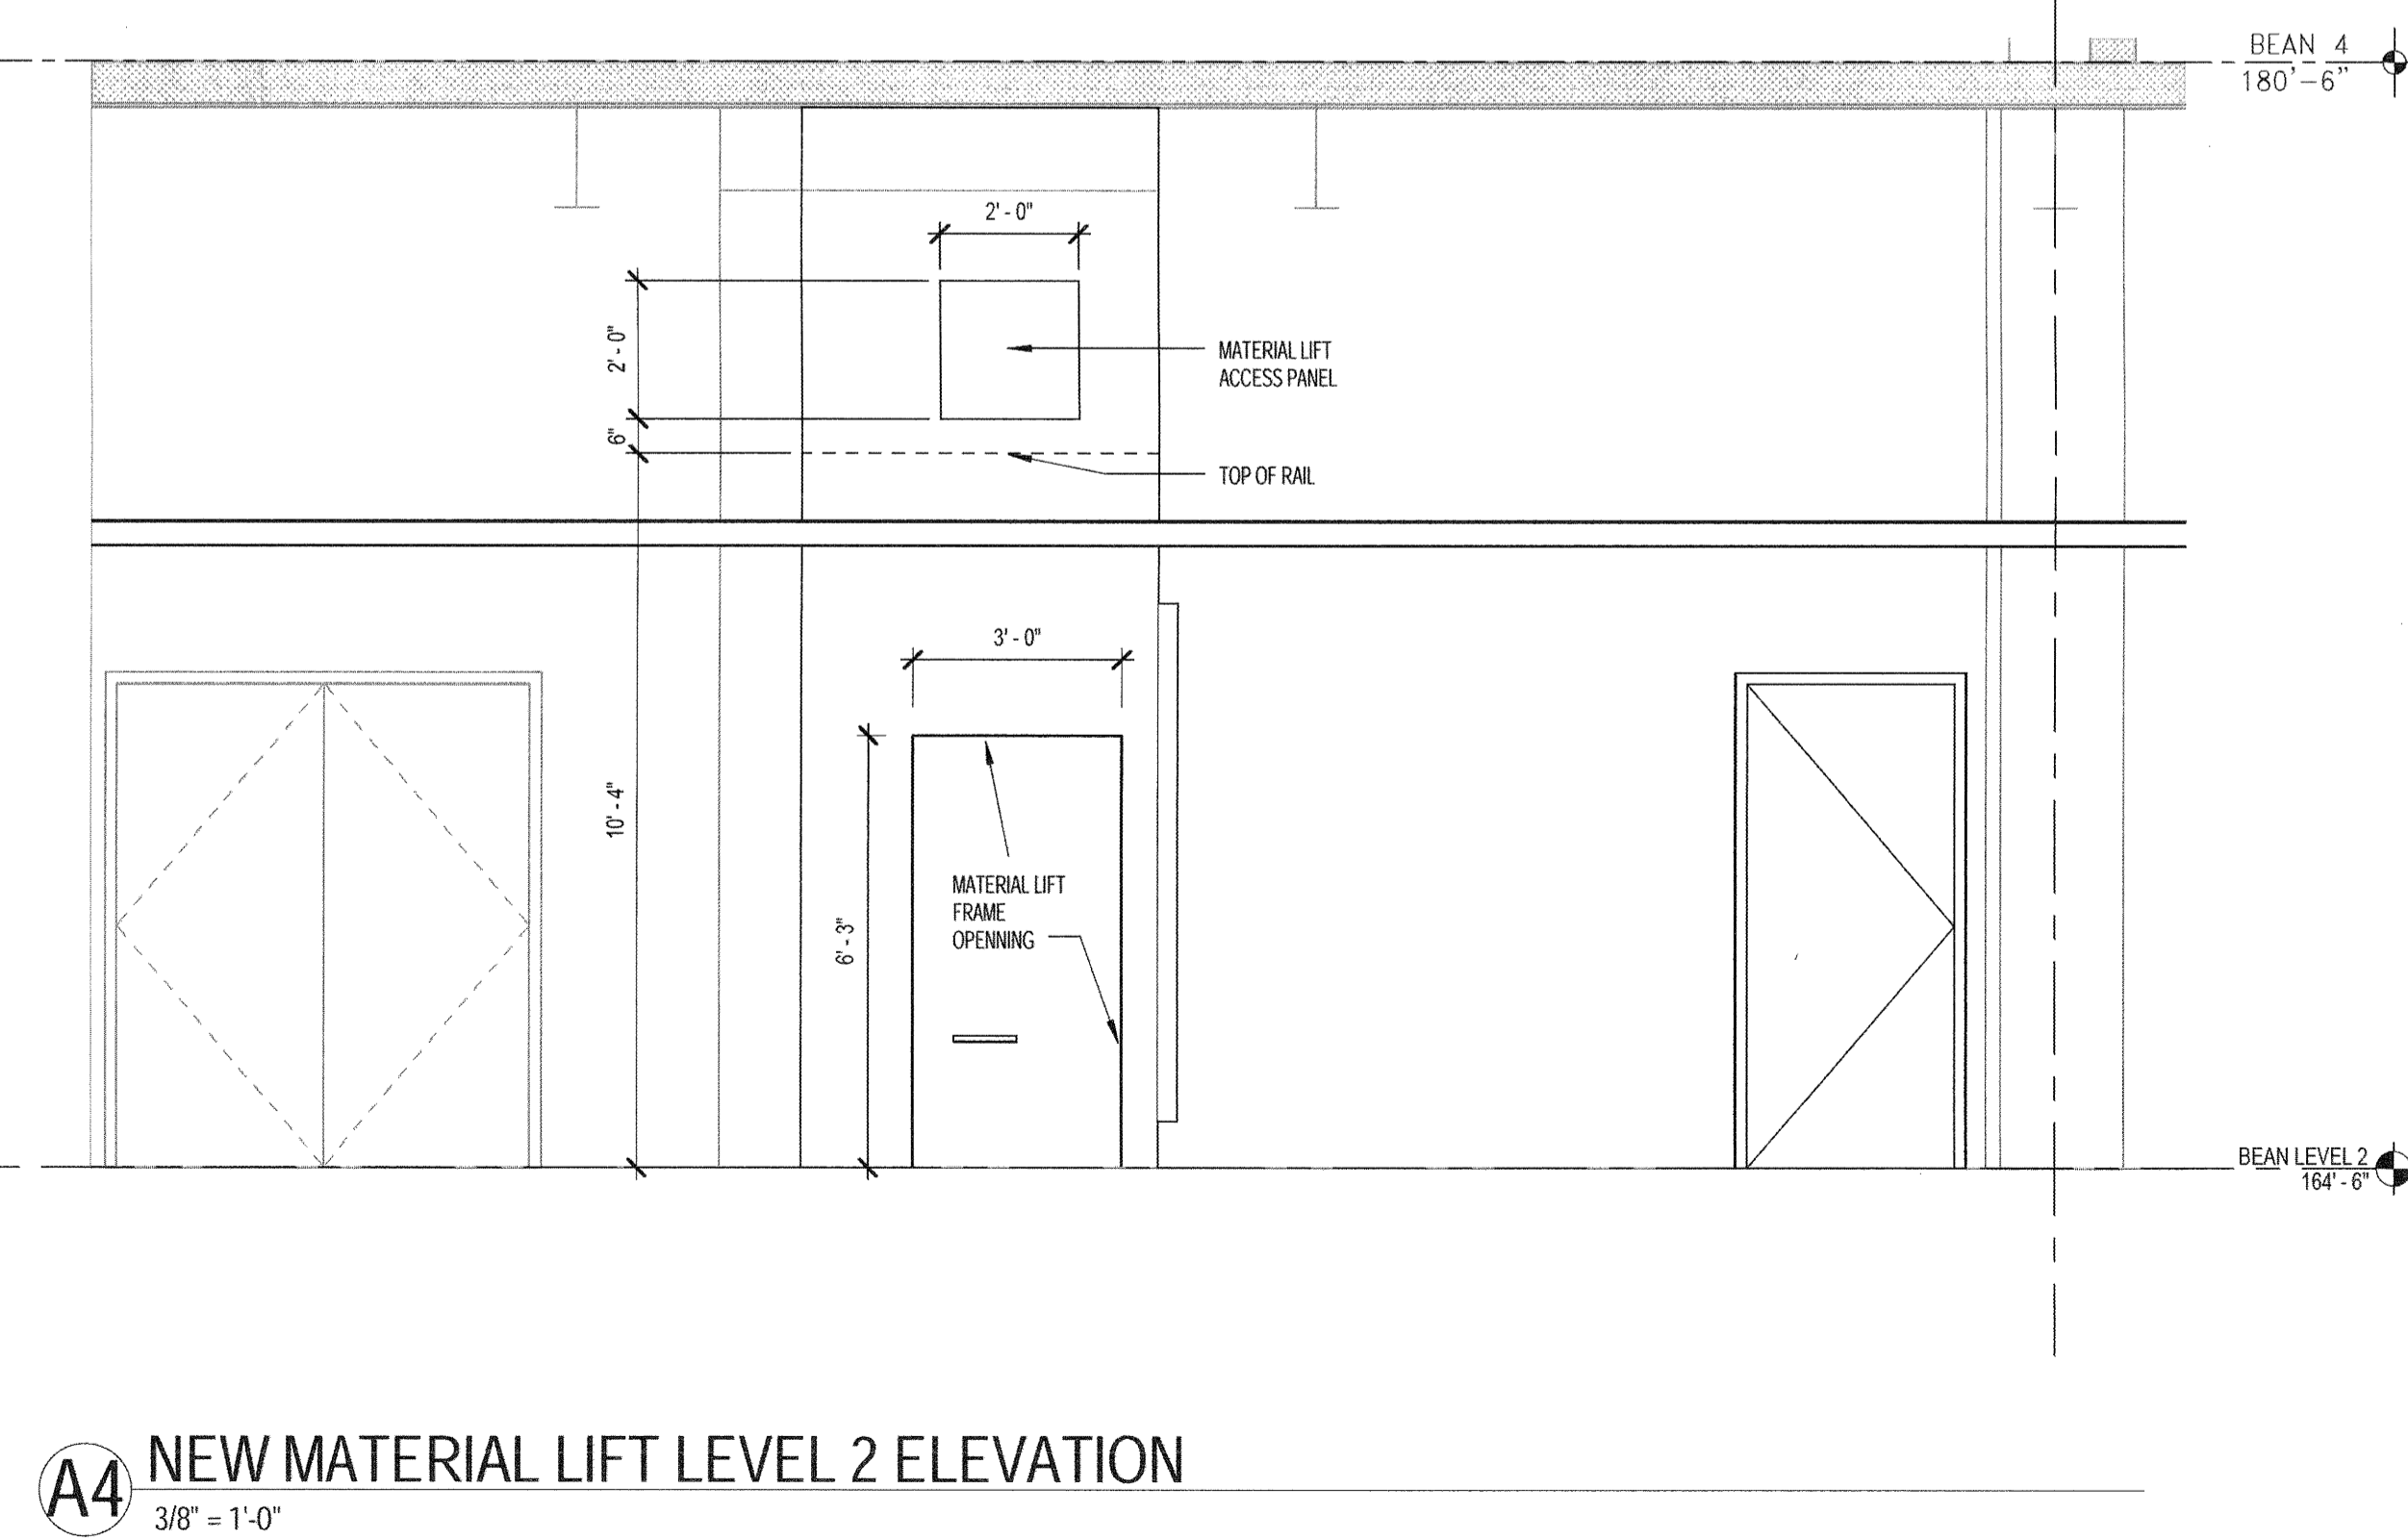 BEAN 4
180'-6"
2' - 0"
2' - 0"
MATERIAL LIFT
ACCESS PANEL
6"
TOP OF RAIL
3' - 0"
10' - 4"
6' - 3"
MATERIAL LIFT
FRAME
OPENNING
BEAN LEVEL 2
164' - 6"
A4
NEW MATERIAL LIFT LEVEL 2 ELEVATION
3/8" = 1'-0"